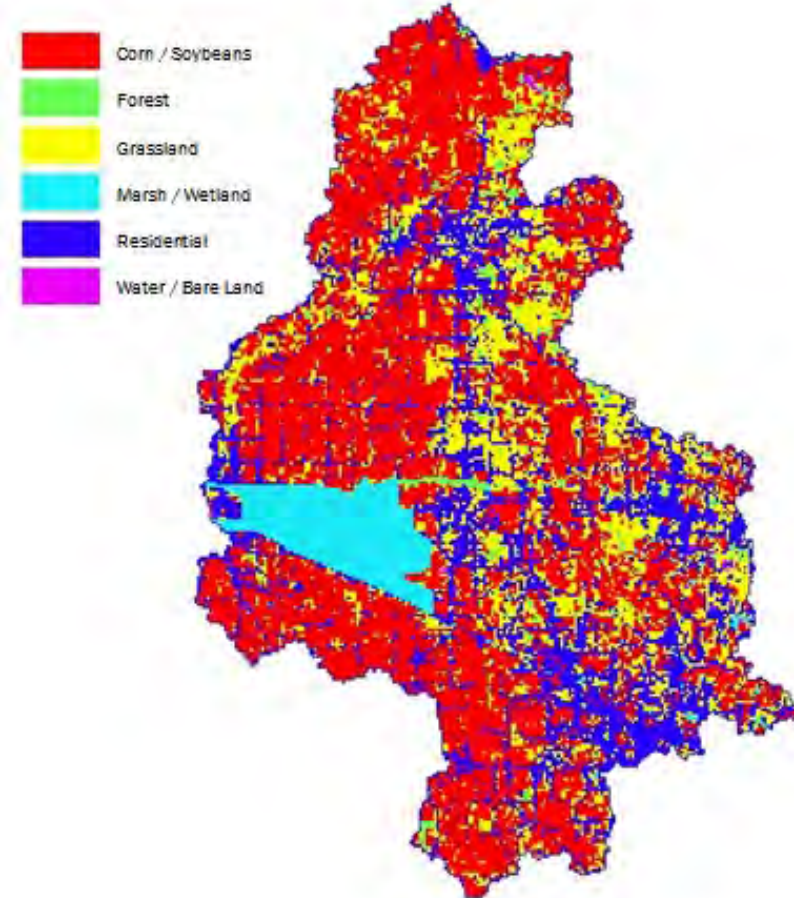 Corn / Soybeans
Forest
Grassland
Marsh / Wetland
Residential
Water / Bare Land